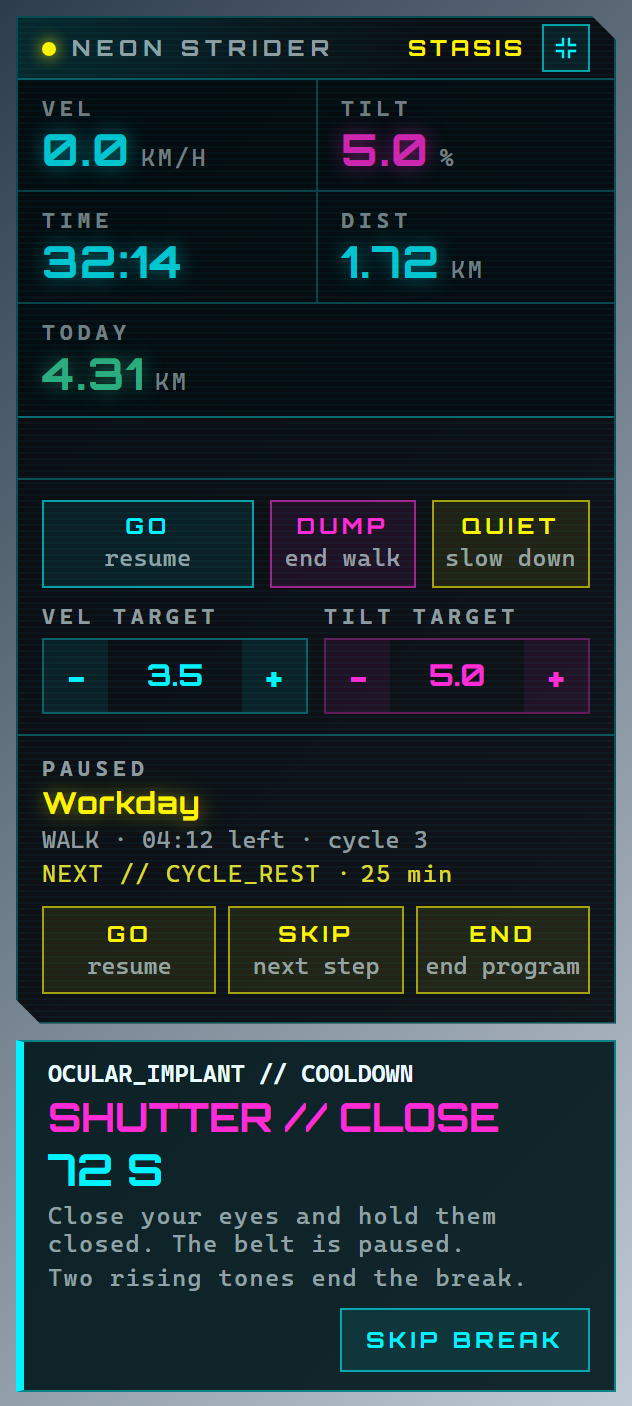 NEON STRIDER STASIS
VEL TILT
0.0 KM/H 5.0 %
TIME DIST
32:14 1.72 KM
TODAY
4.31 KM
GO DUMP QUIET
resume end walk slow down
VEL TARGET TILT TARGET
- 3.5 + - 5.0 +
PAUSED
Workday
WALK · 04:12 left · cycle 3
NEXT // CYCLE_REST · 25 min
GO SKIP END
resume next step end program
OCULAR_IMPLANT // COOLDOWN
SHUTTER // CLOSE
72 S
Close your eyes and hold them
closed. The belt is paused.
Two rising tones end the break.
SKIP BREAK